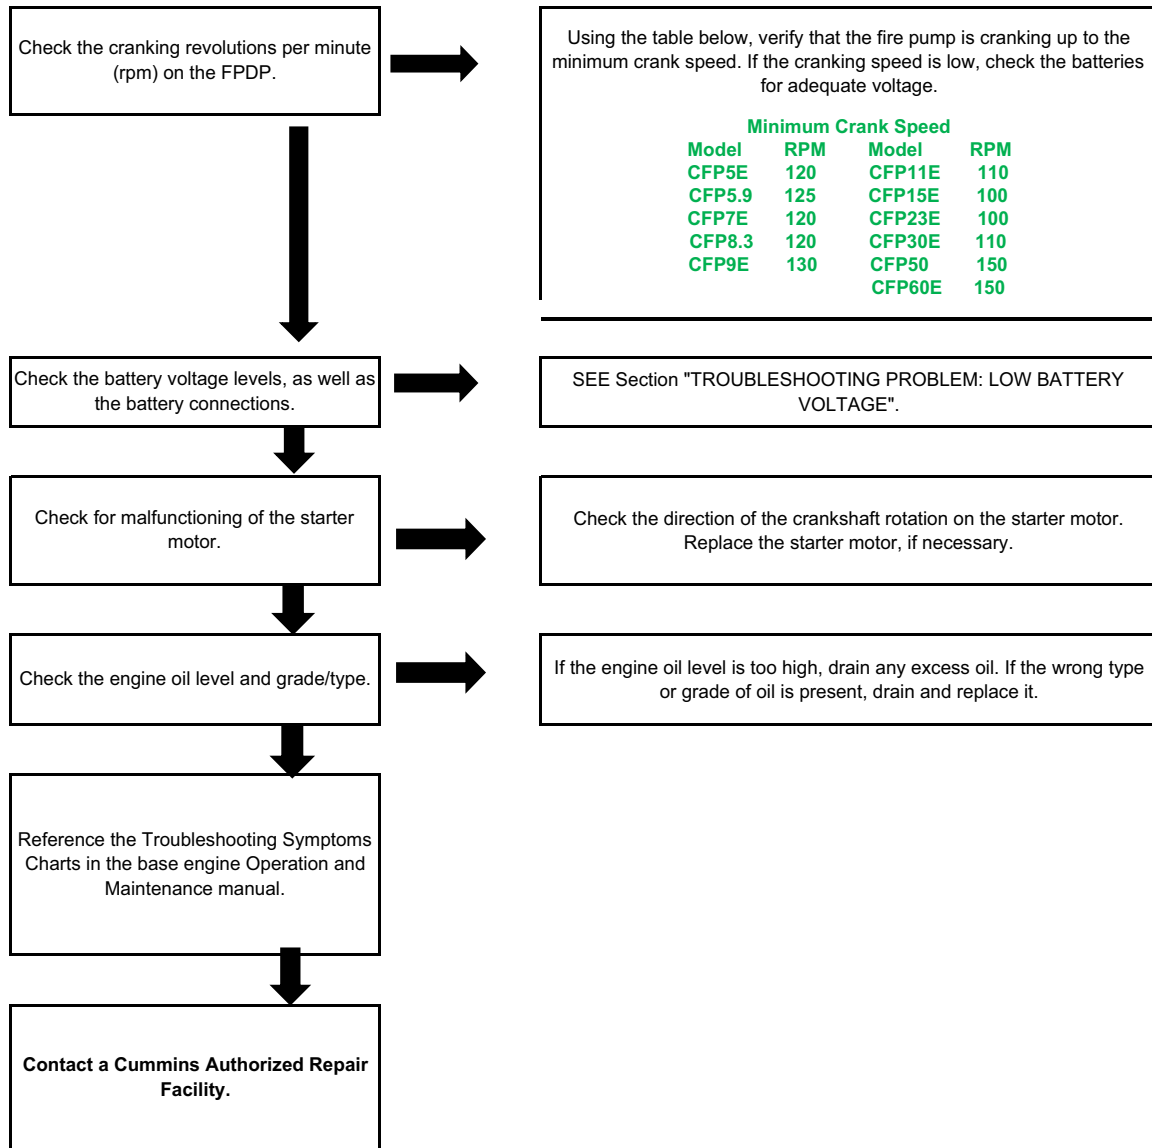 Check the cranking revolutions per minute
(rpm) on the FPDP.
Using the table below, verify that the fire pump is cranking up to the
minimum crank speed. If the cranking speed is low, check the batteries
for adequate voltage.
Minimum Crank Speed
Model RPM Model RPM
CFP5E 120 CFP11E 110
CFP5.9 125 CFP15E 100
CFP7E 120 CFP23E 100
CFP8.3 120 CFP30E 110
CFP9E 130 CFP50 150
CFP60E 150
Check the battery voltage levels, as well as
the battery connections.
SEE Section "TROUBLESHOOTING PROBLEM: LOW BATTERY
VOLTAGE".
Check for malfunctioning of the starter
motor.
Check the direction of the crankshaft rotation on the starter motor.
Replace the starter motor, if necessary.
Check the engine oil level and grade/type.
If the engine oil level is too high, drain any excess oil. If the wrong type
or grade of oil is present, drain and replace it.
Reference the Troubleshooting Symptoms
Charts in the base engine Operation and
Maintenance manual.
Contact a Cummins Authorized Repair
Facility.